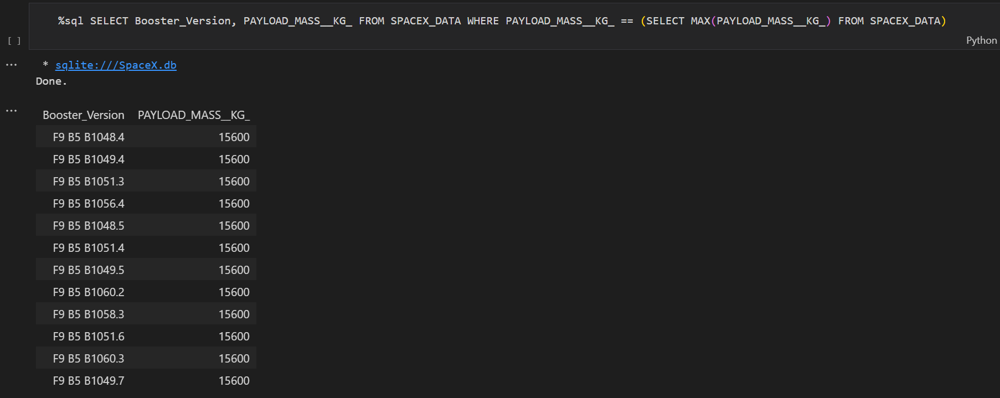 %sql SELECT Booster_Version, PAYLOAD_MASS__KG_ FROM SPACEX_DATA WHERE PAYLOAD_MASS__KG_ == (SELECT MAX(PAYLOAD_MASS__KG_) FROM SPACEX_DATA)
[ ]
Python
* sqlite:///SpaceX.db
Done.
Booster_Version PAYLOAD_MASS__KG_
F9 B5 B1048.4 15600
F9 B5 B1049.4 15600
F9 B5 B1051.3 15600
F9 B5 B1056.4 15600
F9 B5 B1048.5 15600
F9 B5 B1051.4 15600
F9 B5 B1049.5 15600
F9 B5 B1060.2 15600
F9 B5 B1058.3 15600
F9 B5 B1051.6 15600
F9 B5 B1060.3 15600
F9 B5 B1049.7 15600